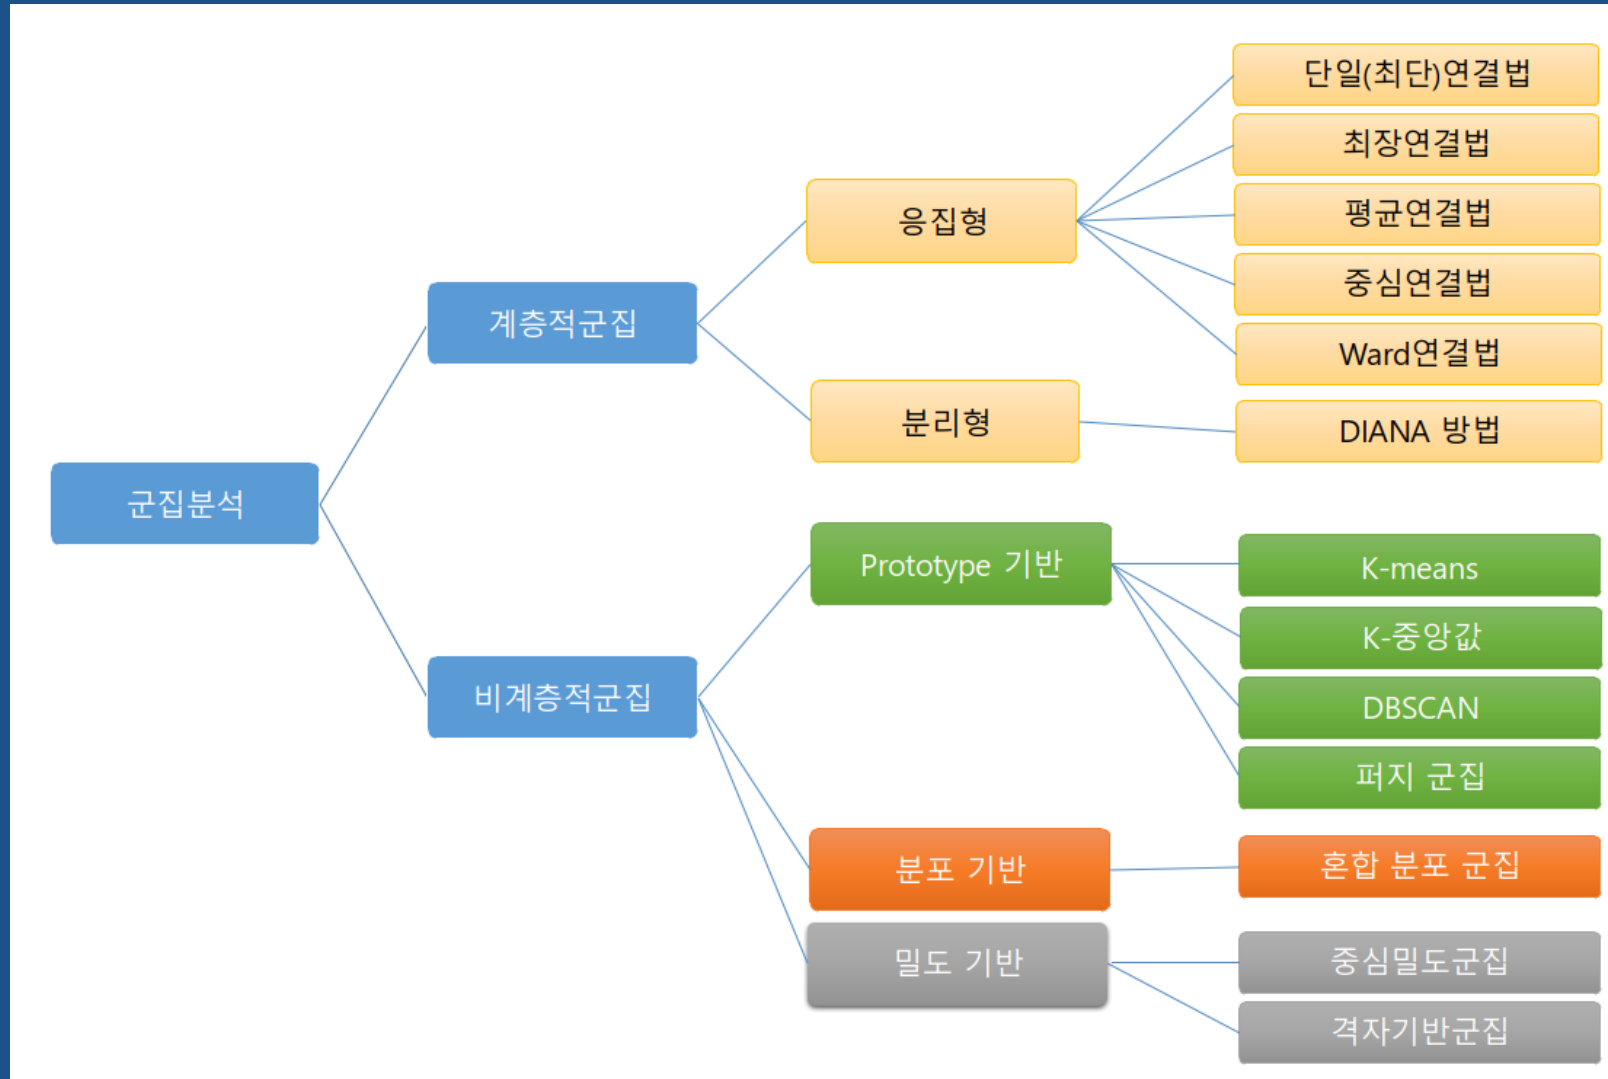 단일(최단)연결법
최장연결법
평균연결법
중심연결법
Ward연결법
응집형
계층적군집
분리형
DIANA 방법
군집분석
Prototype 기반
K-means
K-중앙값
DBSCAN
퍼지 군집
비계층적군집
분포 기반
혼합 분포 군집
밀도 기반
중심밀도군집
격자기반군집